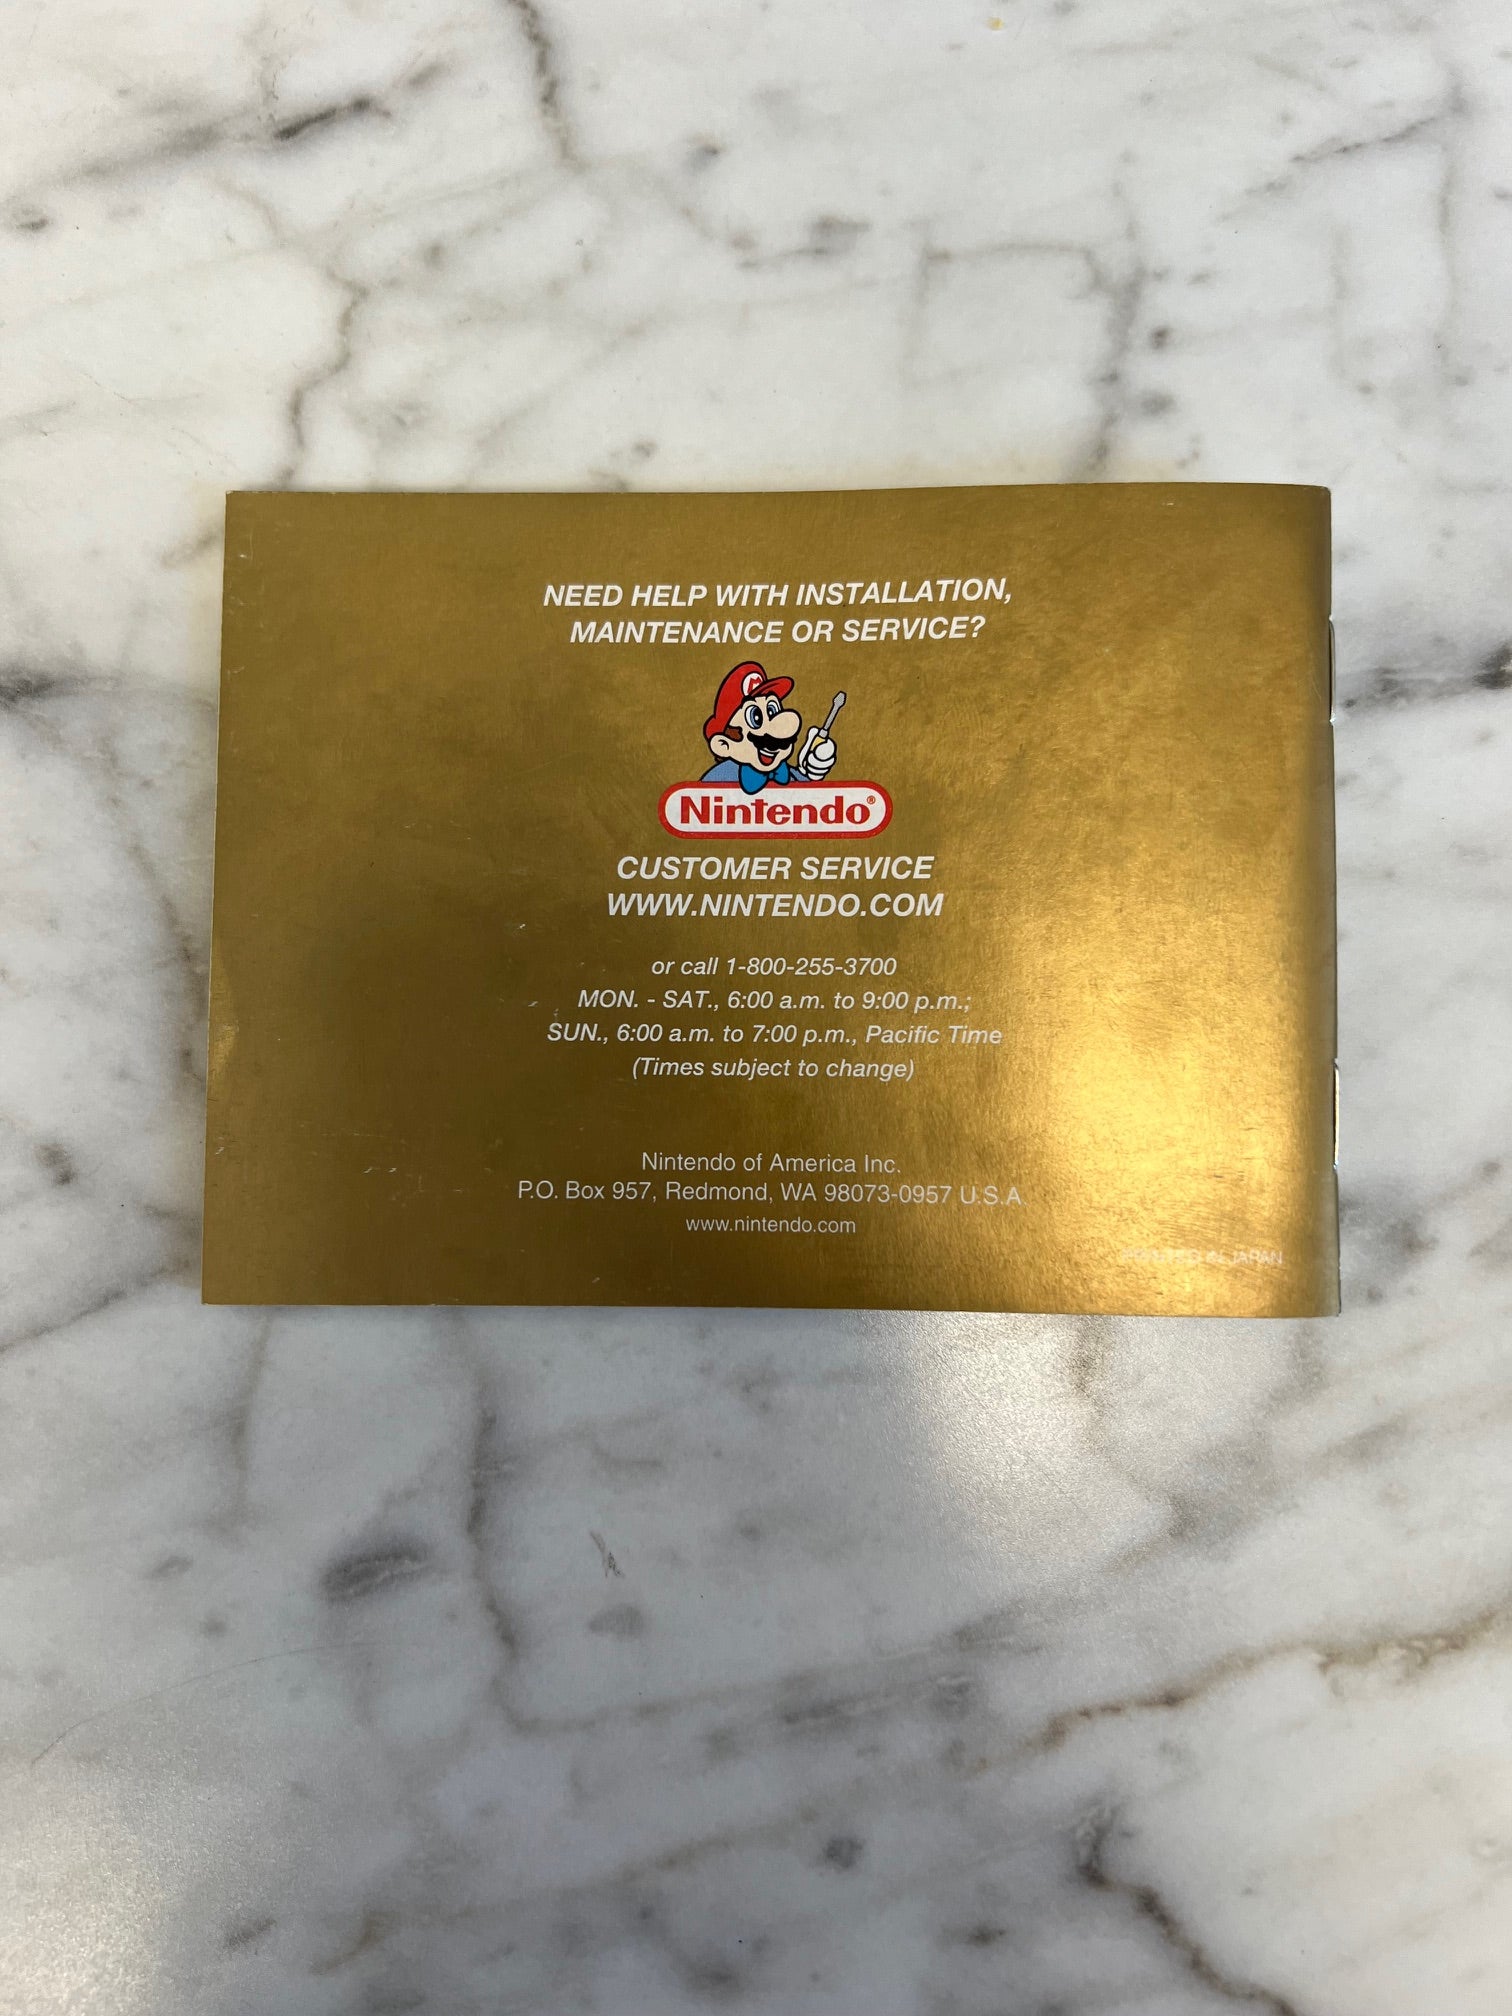 NEED HELP WITH INSTALLATION,
MAINTENANCE OR SERVICE?
M
Nintendo®
CUSTOMER SERVICE
WWW.NINTENDO.COM
or call 1-800-255-3700
MON. - SAT., 6:00 a.m. to 9:00 p.m.;
SUN., 6:00 a.m. to 7:00 p.m., Pacific Time
(Times subject to change)
Nintendo of America Inc.
P.O. Box 957, Redmond, WA 98073-0957 U.S.A.
www.nintendo.com
JAPAN